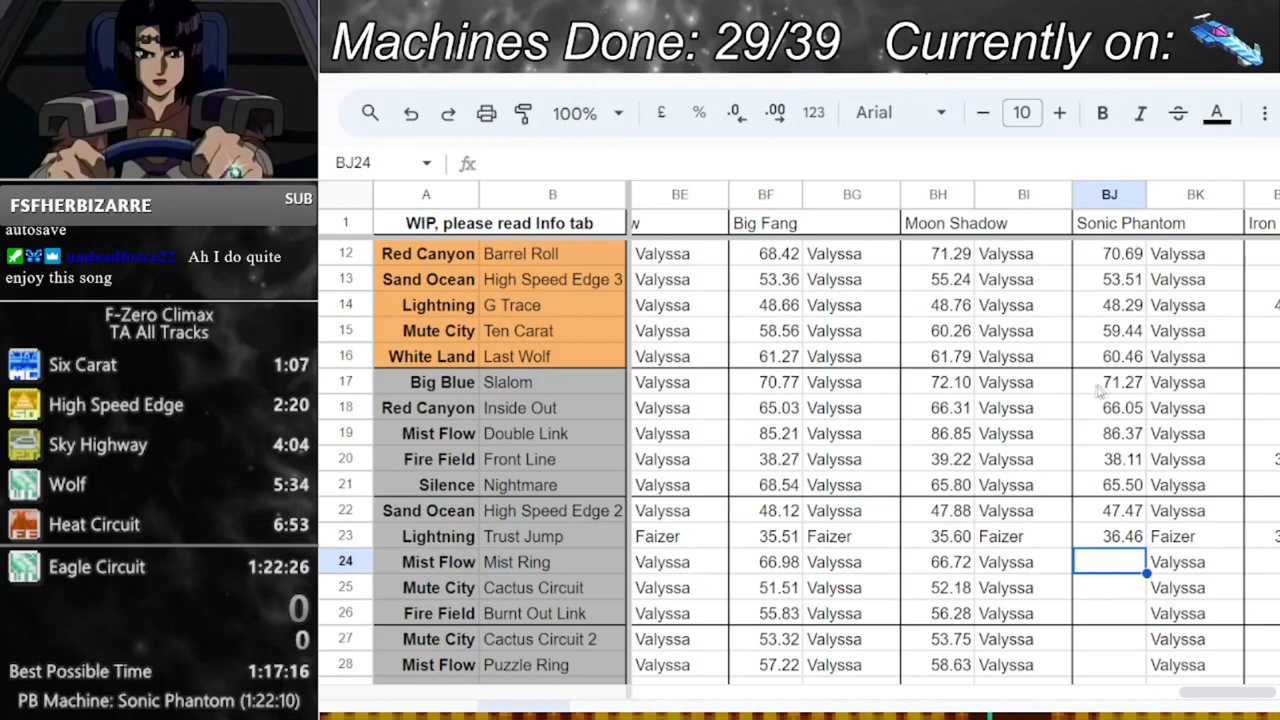 Machines Done: 29/39 Currently on:
100% £ % .0 .00 123 Arial 10 B I S A
BJ24 fx
FSFHERBIZARRE SUB
autosave
undeadforce22 Ah I do quite
enjoy this song
F-Zero Climax
TA All Tracks
Six Carat 1:07
High Speed Edge 2:20
Sky Highway 4:04
Wolf 5:34
Heat Circuit 6:53
Eagle Circuit 1:22:26
0
0
Best Possible Time 1:17:16
PB Machine: Sonic Phantom (1:22:10)
A B BE BF BG BH BI BJ BK
1 WIP, please read Info tab w Big Fang Moon Shadow Sonic Phantom Iron
12 Red Canyon Barrel Roll Valyssa 68.42 Valyssa 71.29 Valyssa 70.69 Valyssa
13 Sand Ocean High Speed Edge 3 Valyssa 53.36 Valyssa 55.24 Valyssa 53.51 Valyssa
14 Lightning G Trace Valyssa 48.66 Valyssa 48.76 Valyssa 48.29 Valyssa 4
15 Mute City Ten Carat Valyssa 58.56 Valyssa 60.26 Valyssa 59.44 Valyssa
16 White Land Last Wolf Valyssa 61.27 Valyssa 61.79 Valyssa 60.46 Valyssa
17 Big Blue Slalom Valyssa 70.77 Valyssa 72.10 Valyssa 71.27 Valyssa
18 Red Canyon Inside Out Valyssa 65.03 Valyssa 66.31 Valyssa 66.05 Valyssa
19 Mist Flow Double Link Valyssa 85.21 Valyssa 86.85 Valyssa 86.37 Valyssa
20 Fire Field Front Line Valyssa 38.27 Valyssa 39.22 Valyssa 38.11 Valyssa 3
21 Silence Nightmare Valyssa 68.54 Valyssa 65.80 Valyssa 65.50 Valyssa
22 Sand Ocean High Speed Edge 2 Valyssa 48.12 Valyssa 47.88 Valyssa 47.47 Valyssa
23 Lightning Trust Jump Faizer 35.51 Faizer 35.60 Faizer 36.46 Faizer 3
24 Mist Flow Mist Ring Valyssa 66.98 Valyssa 66.72 Valyssa Valyssa
25 Mute City Cactus Circuit Valyssa 51.51 Valyssa 52.18 Valyssa Valyssa
26 Fire Field Burnt Out Link Valyssa 55.83 Valyssa 56.28 Valyssa Valyssa
27 Mute City Cactus Circuit 2 Valyssa 53.32 Valyssa 53.75 Valyssa Valyssa
28 Mist Flow Puzzle Ring Valyssa 57.22 Valyssa 58.63 Valyssa Valyssa